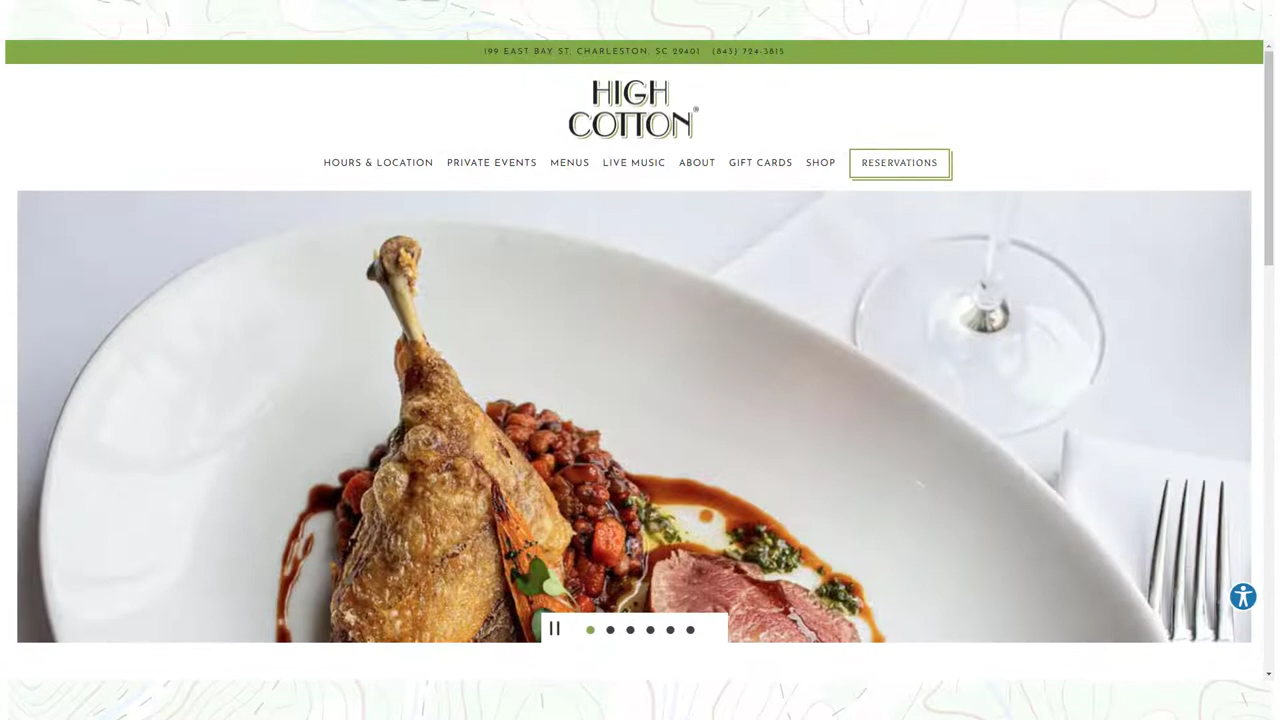 199 EAST BAY ST, CHARLESTON, SC 29401 (843) 724-3815
HIGH
COTTON®
HOURS & LOCATION PRIVATE EVENTS MENUS LIVE MUSIC ABOUT GIFT CARDS SHOP RESERVATIONS